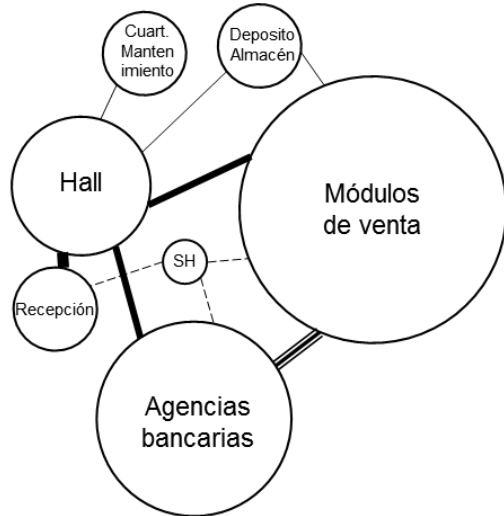 Cuart.
Manten
imiento
Deposito
Almacén
Hall
Módulos
de venta
SH
Recepción
Agencias
bancarias